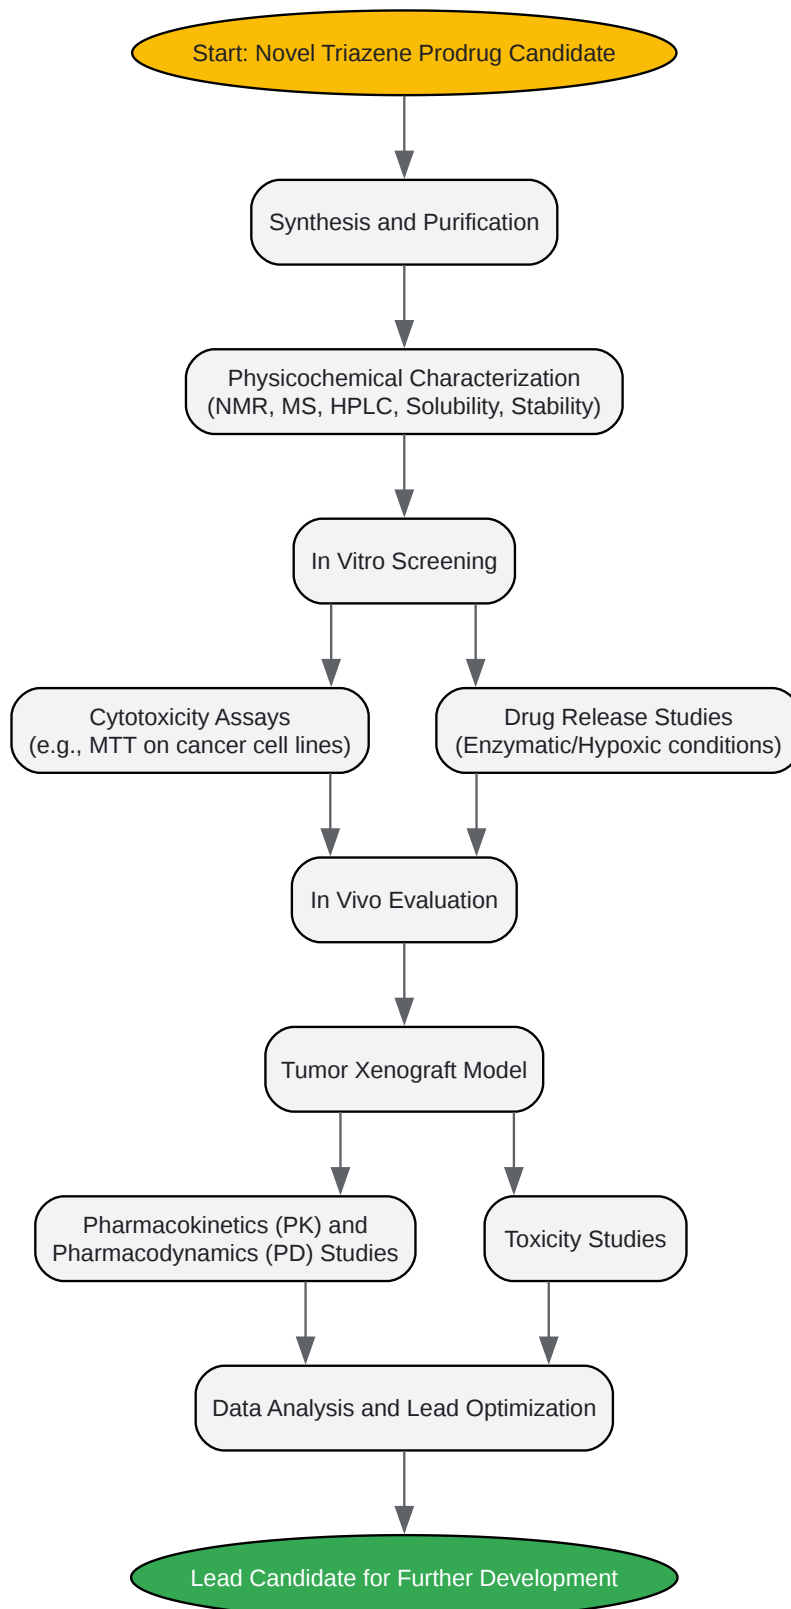 Start: Novel Triazene Prodrug Candidate
Synthesis and Purification
Physicochemical Characterization
(NMR, MS, HPLC, Solubility, Stability)
In Vitro Screening
Cytotoxicity Assays
(e.g., MTT on cancer cell lines)
Drug Release Studies
(Enzymatic/Hypoxic conditions)
In Vivo Evaluation
Tumor Xenograft Model
Pharmacokinetics (PK) and
Pharmacodynamics (PD) Studies
Toxicity Studies
Data Analysis and Lead Optimization
Lead Candidate for Further Development